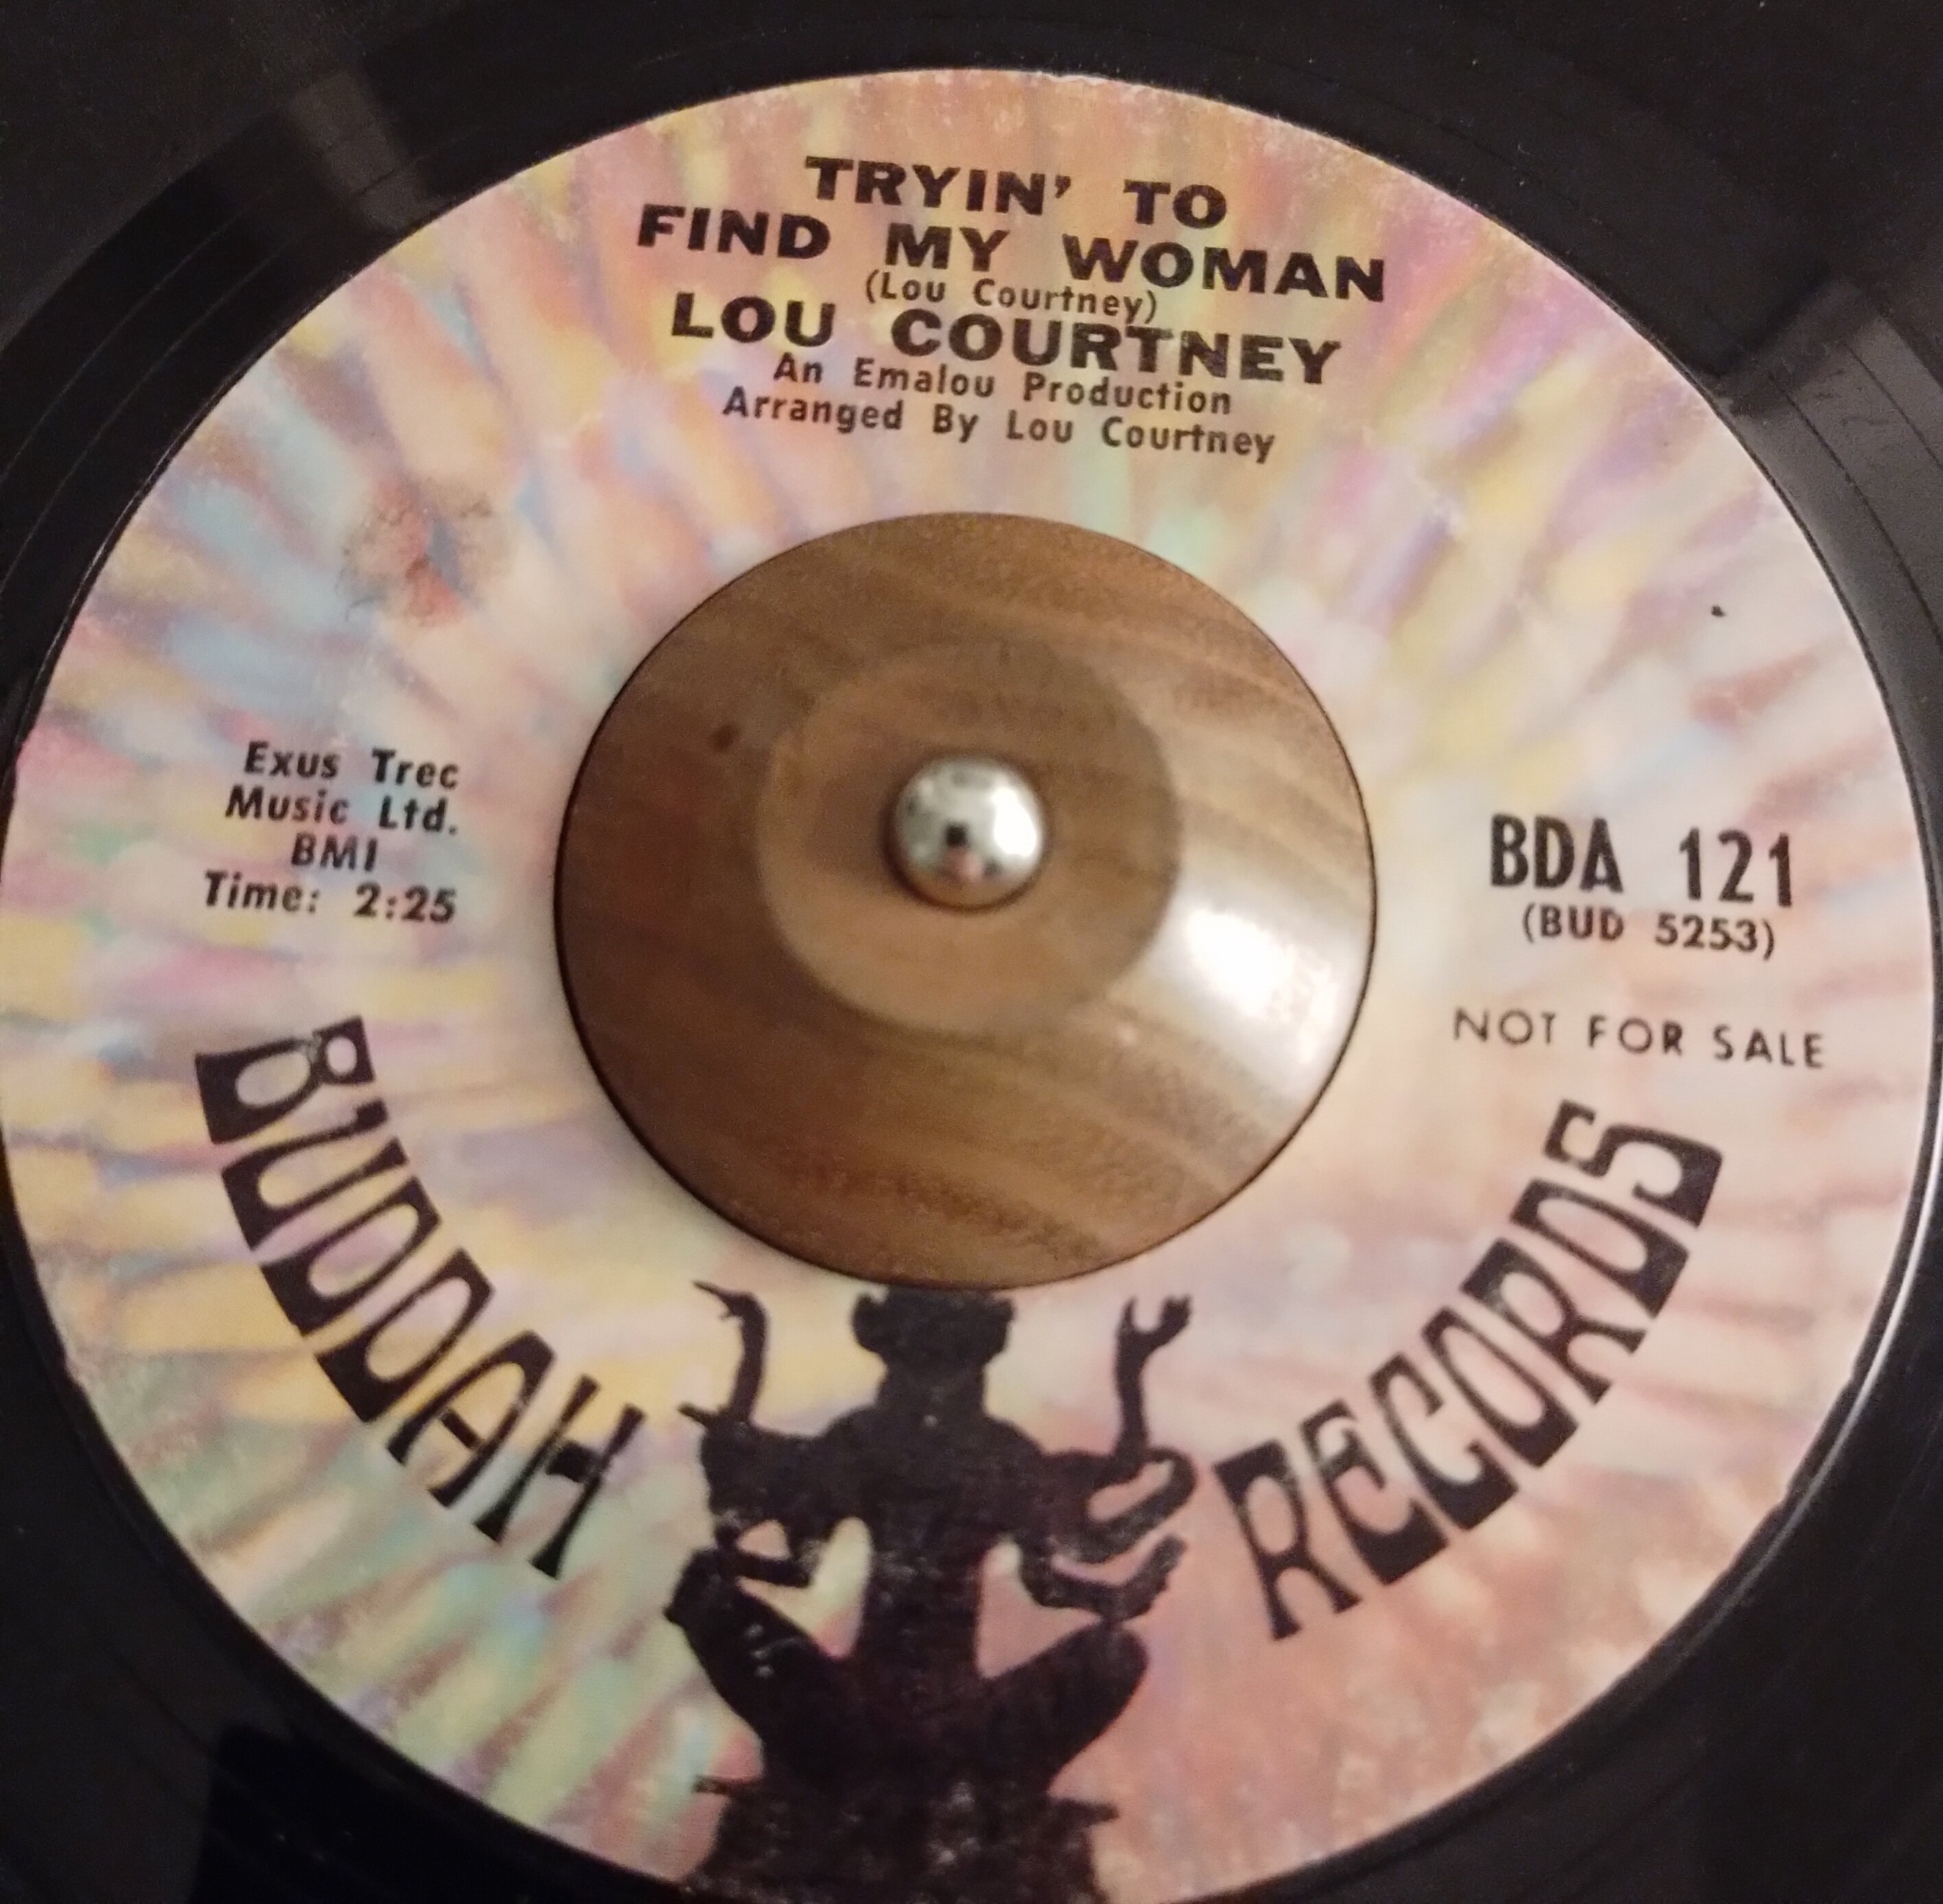 TRYIN' TO
FIND MY WOMAN
(Lou Courtney)
LOU COURTNEY
An Emalou Production
Arranged By Lou Courtney
Exus Trec
Music Ltd.
BMI
Time: 2:25
BDA 121
(BUD 5253)
NOT FOR SALE
BUDDAH RECORDS